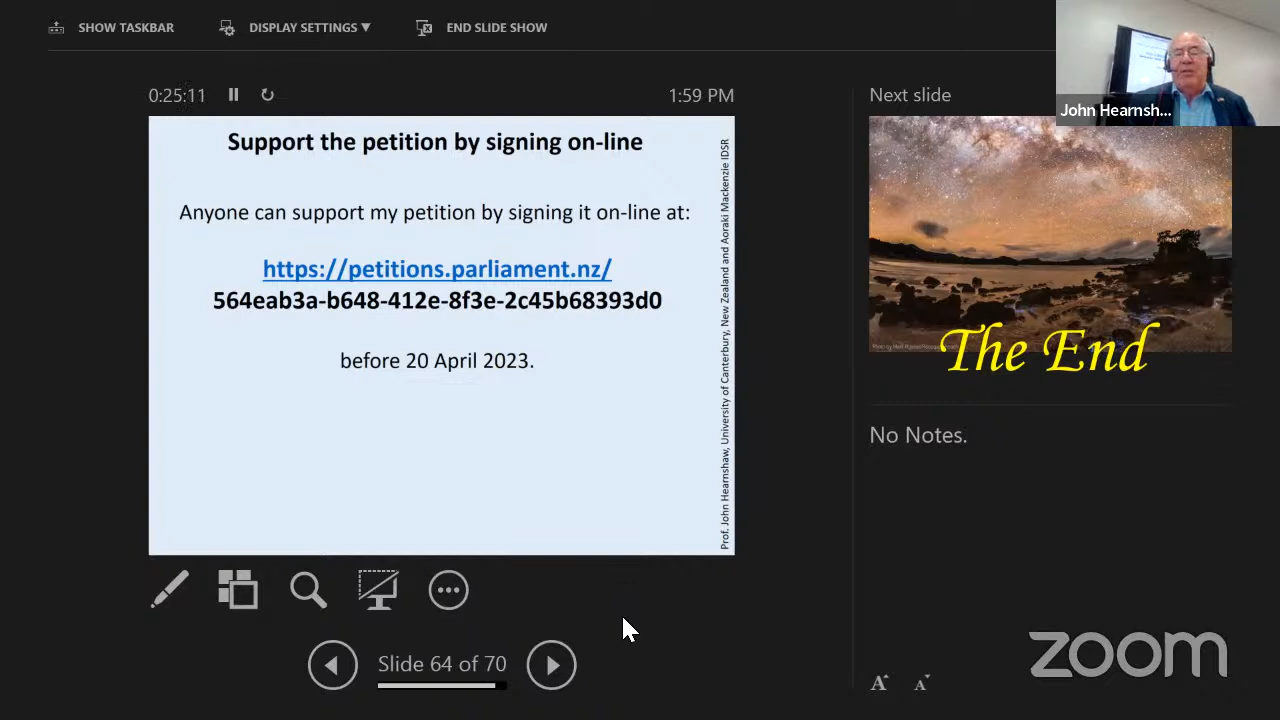 SHOW TASKBAR
DISPLAY SETTINGS
END SLIDE SHOW
John Hearnsh...
0:25:11
1:59 PM
Next slide
Support the petition by signing on-line
Anyone can support my petition by signing it on-line at:
https://petitions.parliament.nz/
564eab3a-b648-412e-8f3e-2c45b68393d0
before 20 April 2023.
Prof. John Hearnshaw, University of Canterbury, New Zealand and Aoraki Mackenzie IDSR
The End
No Notes.
Slide 64 of 70
A
A
zoom